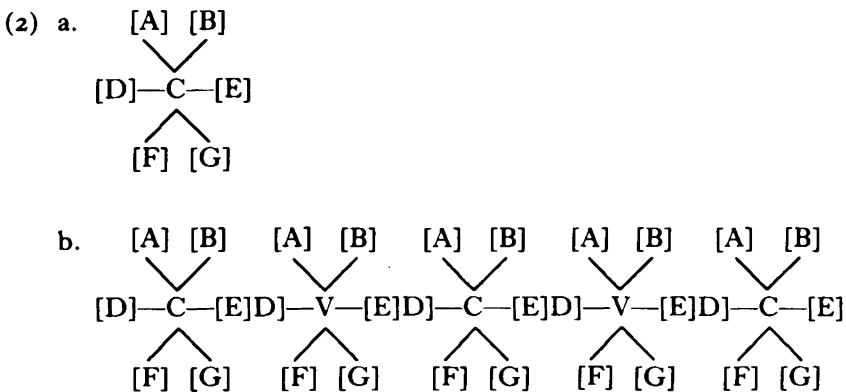 (2) a. [A] [B]
[D]—C—[E]
[F] [G]
b. [A] [B] [A] [B] [A] [B] [A] [B] [A] [B]
[D]—C—[E]D]—V—[E]D]—C—[E]D]—V—[E]D]—C—[E]
[F] [G] [F] [G] [F] [G] [F] [G] [F] [G]